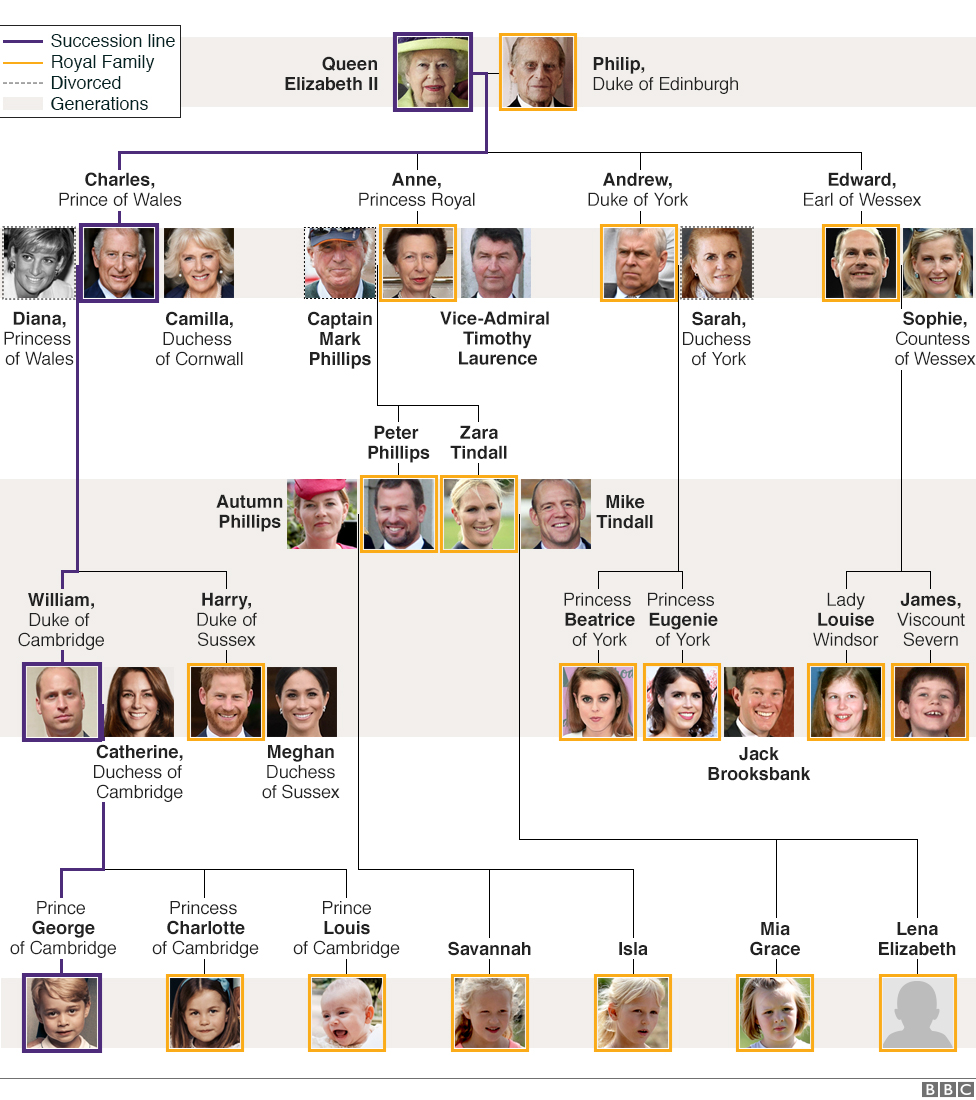 Succession line
Royal Family
Divorced
Generations
Queen
Elizabeth II
Philip,
Duke of Edinburgh
Charles,
Prince of Wales
Anne,
Princess Royal
Andrew,
Duke of York
Edward,
Earl of Wessex
Diana,
Princess
of Wales
Camilla,
Duchess
of Cornwall
Captain
Mark
Phillips
Vice-Admiral
Timothy
Laurence
Sarah,
Duchess
of York
Sophie,
Countess
of Wessex
Peter
Phillips
Zara
Tindall
Autumn
Phillips
Mike
Tindall
William,
Duke of
Cambridge
Harry,
Duke of
Sussex
Princess
Beatrice
of York
Princess
Eugenie
of York
Lady
Louise
Windsor
James,
Viscount
Severn
Catherine,
Duchess of
Cambridge
Meghan
Duchess
of Sussex
Jack
Brooksbank
Prince
George
of Cambridge
Princess
Charlotte
of Cambridge
Prince
Louis
of Cambridge
Savannah
Isla
Mia
Grace
Lena
Elizabeth
BBC